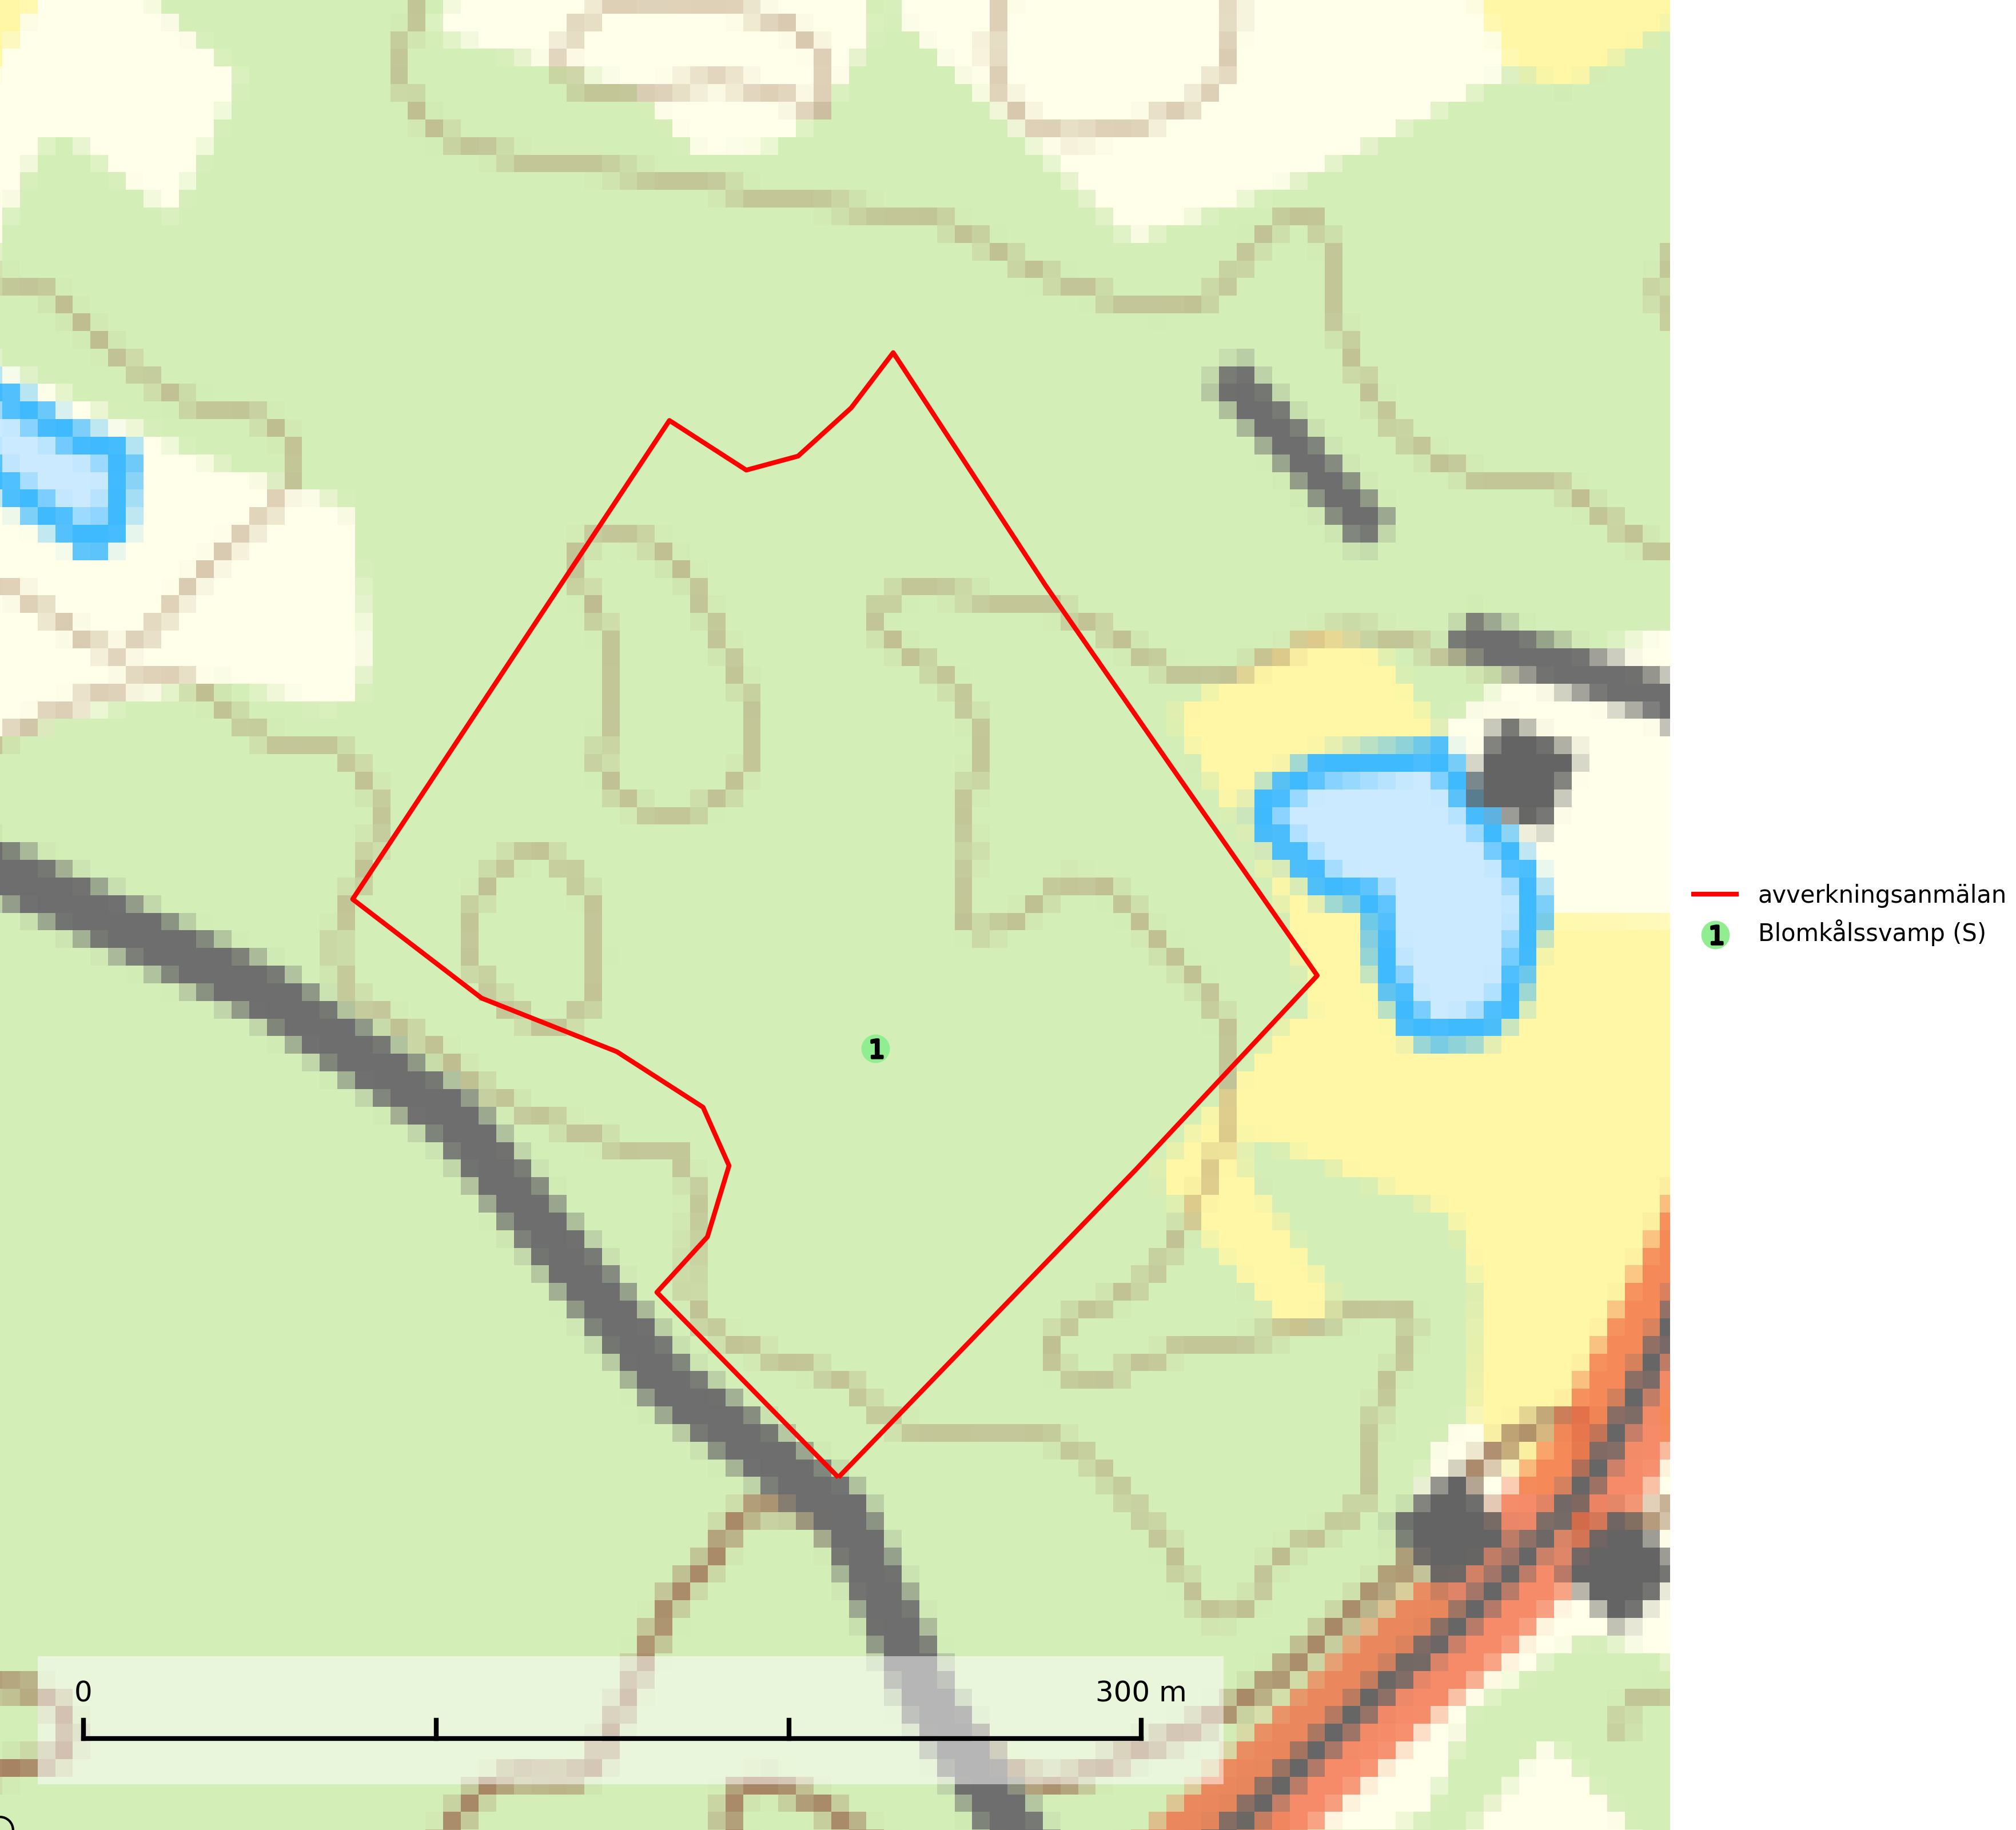 avverkningsanmälan
1 Blomkålssvamp (S)
1
0 300 m